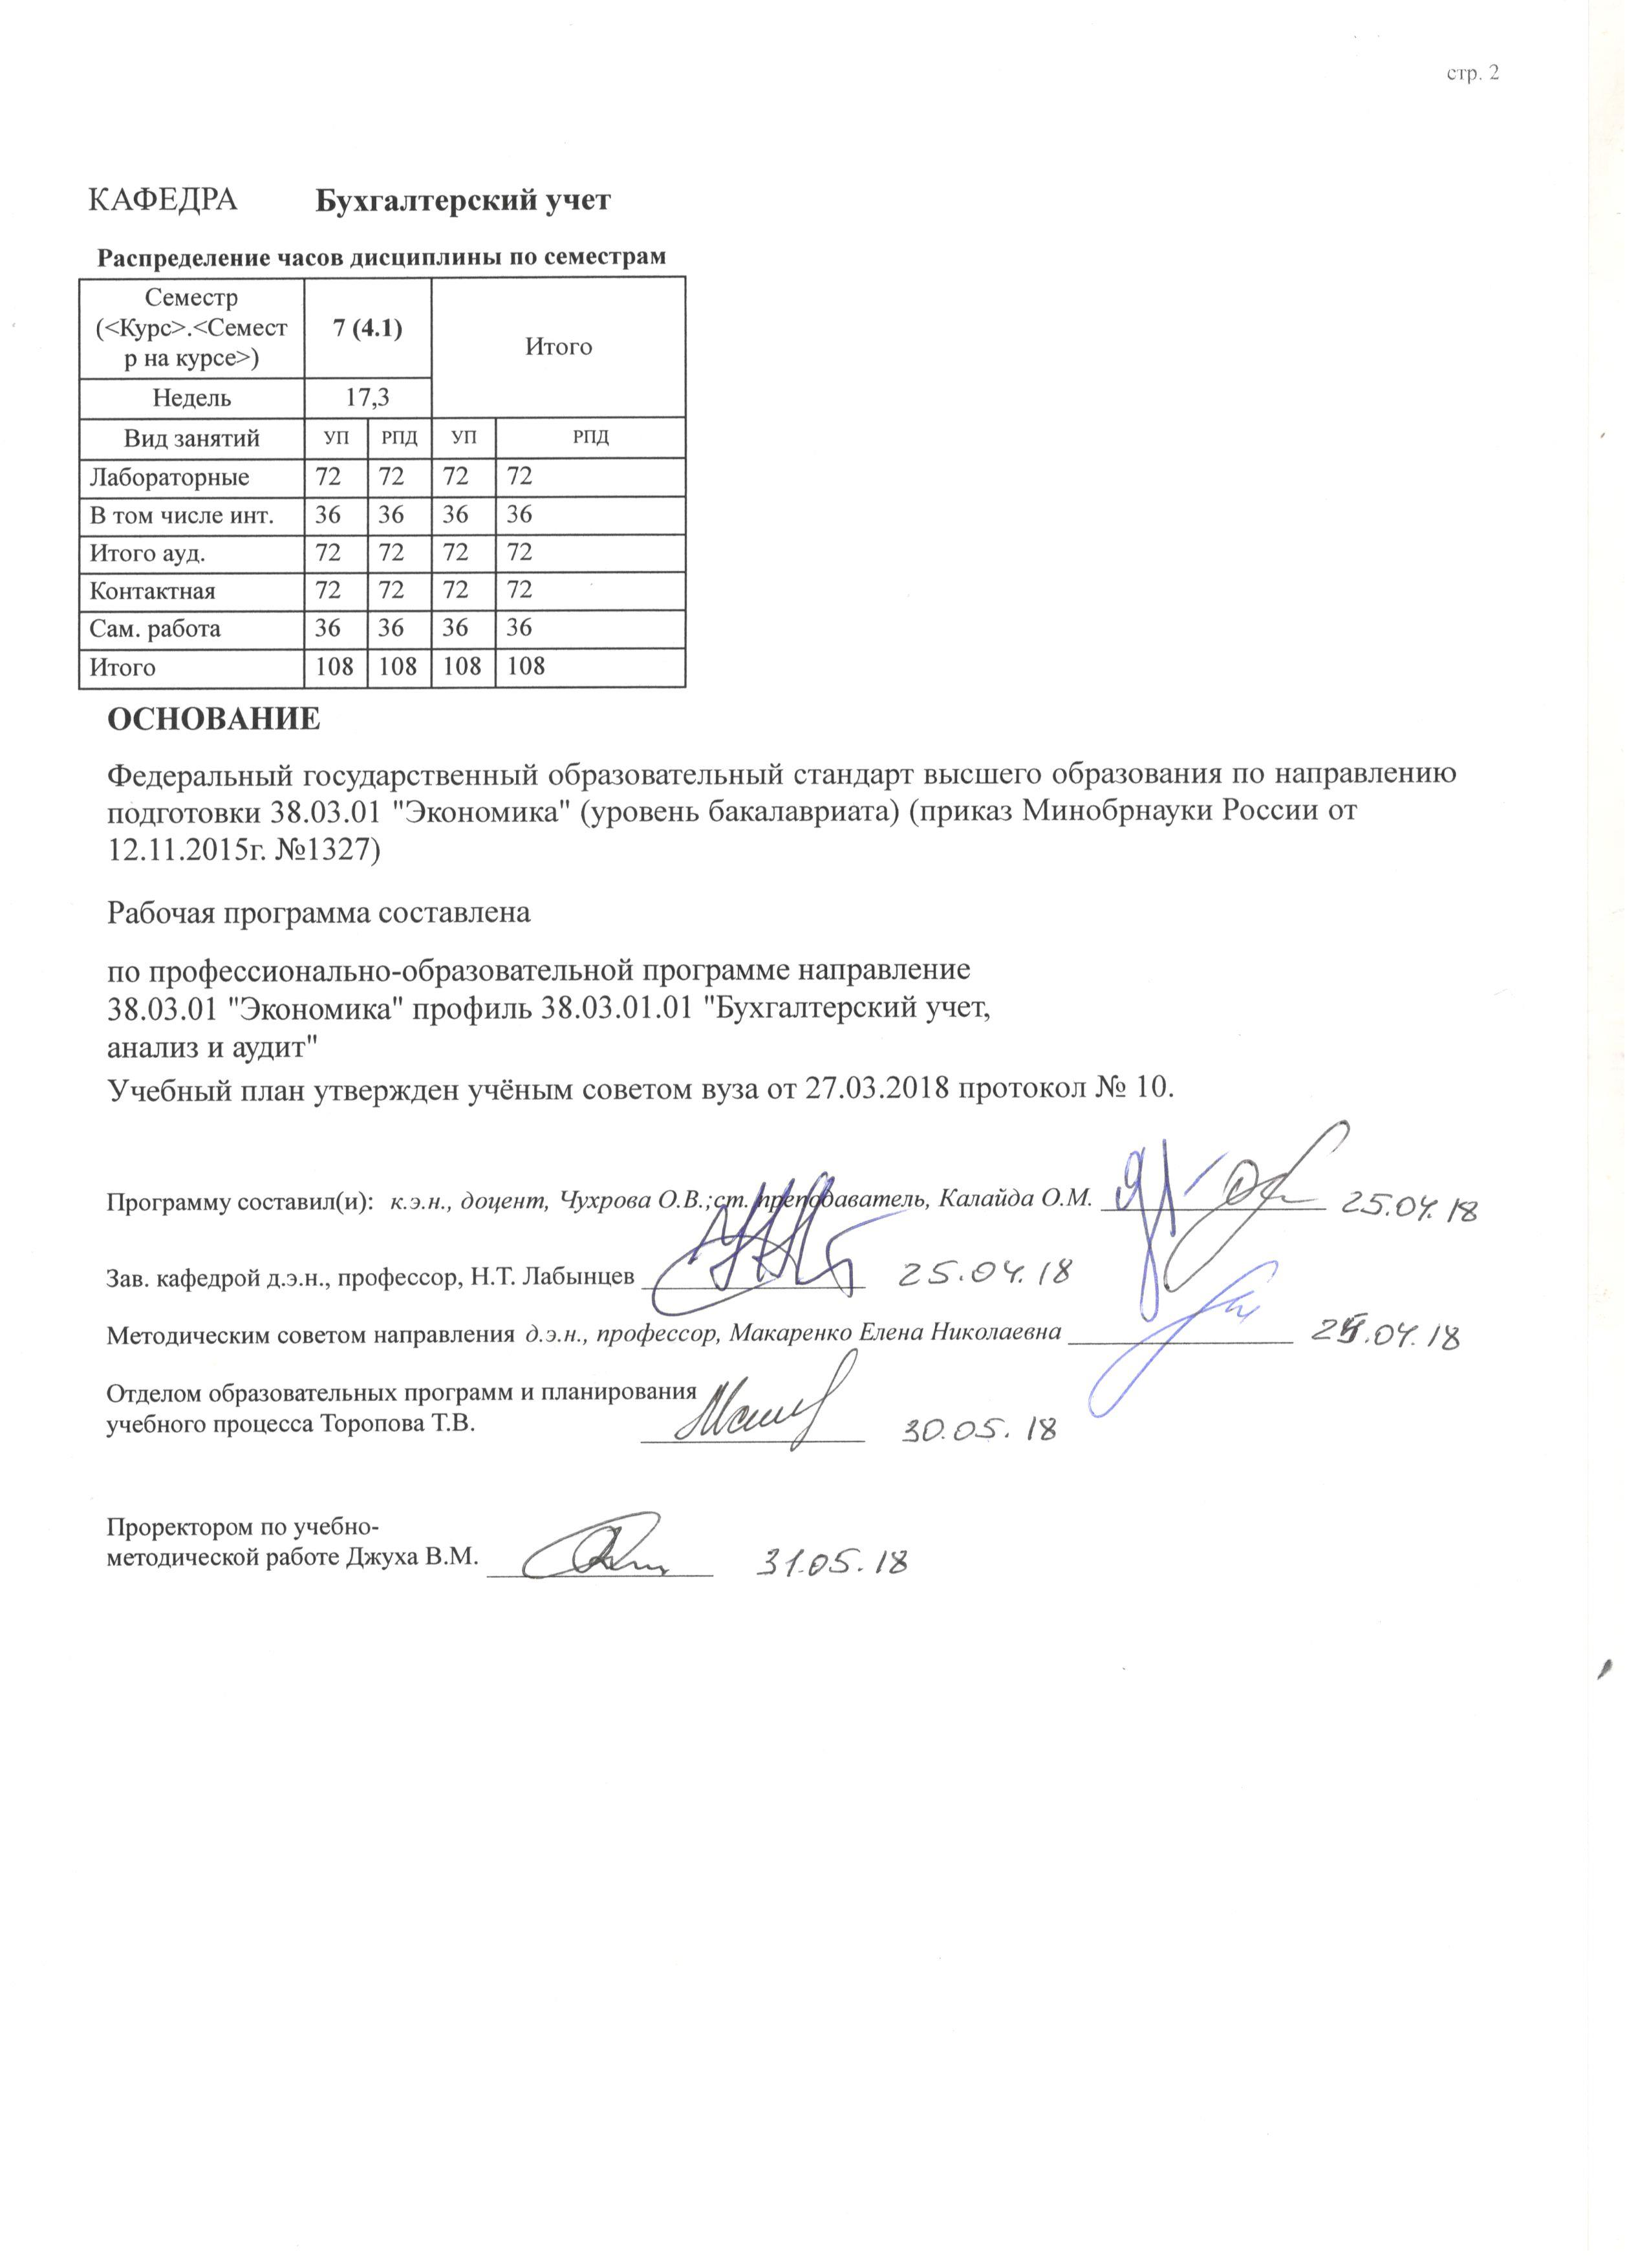 стр. 2
КАФЕДРА Бухгалтерский учет
Распределение часов дисциплины по семестрам
Семестр
(<Курс>.<Семест
р на курсе>)
7 (4.1)
Итого
Недель 17,3
Вид занятий УП РПД УП РПД
Лабораторные 72 72 72 72
В том числе инт. 36 36 36 36
Итого ауд. 72 72 72 72
Контактная 72 72 72 72
Сам. работа 36 36 36 36
Итого 108 108 108 108
ОСНОВАНИЕ
Федеральный государственный образовательный стандарт высшего образования по направлению
подготовки 38.03.01 "Экономика" (уровень бакалавриата) (приказ Минобрнауки России от
12.11.2015г. №1327)
Рабочая программа составлена
по профессионально-образовательной программе направление
38.03.01 "Экономика" профиль 38.03.01.01 "Бухгалтерский учет,
анализ и аудит"
Учебный план утвержден учёным советом вуза от 27.03.2018 протокол № 10.
Программу составил(и): к.э.н., доцент, Чухрова О.В.;ст. преподаватель, Калайда О.М. 25.04.18
Зав. кафедрой д.э.н., профессор, Н.Т. Лабынцев 25.04.18
Методическим советом направления д.э.н., профессор, Макаренко Елена Николаевна
Отделом образовательных программ и планирования
учебного процесса Торопова Т.В. 30.05.18
Проректором по учебно-
методической работе Джуха В.М. 31.05.18